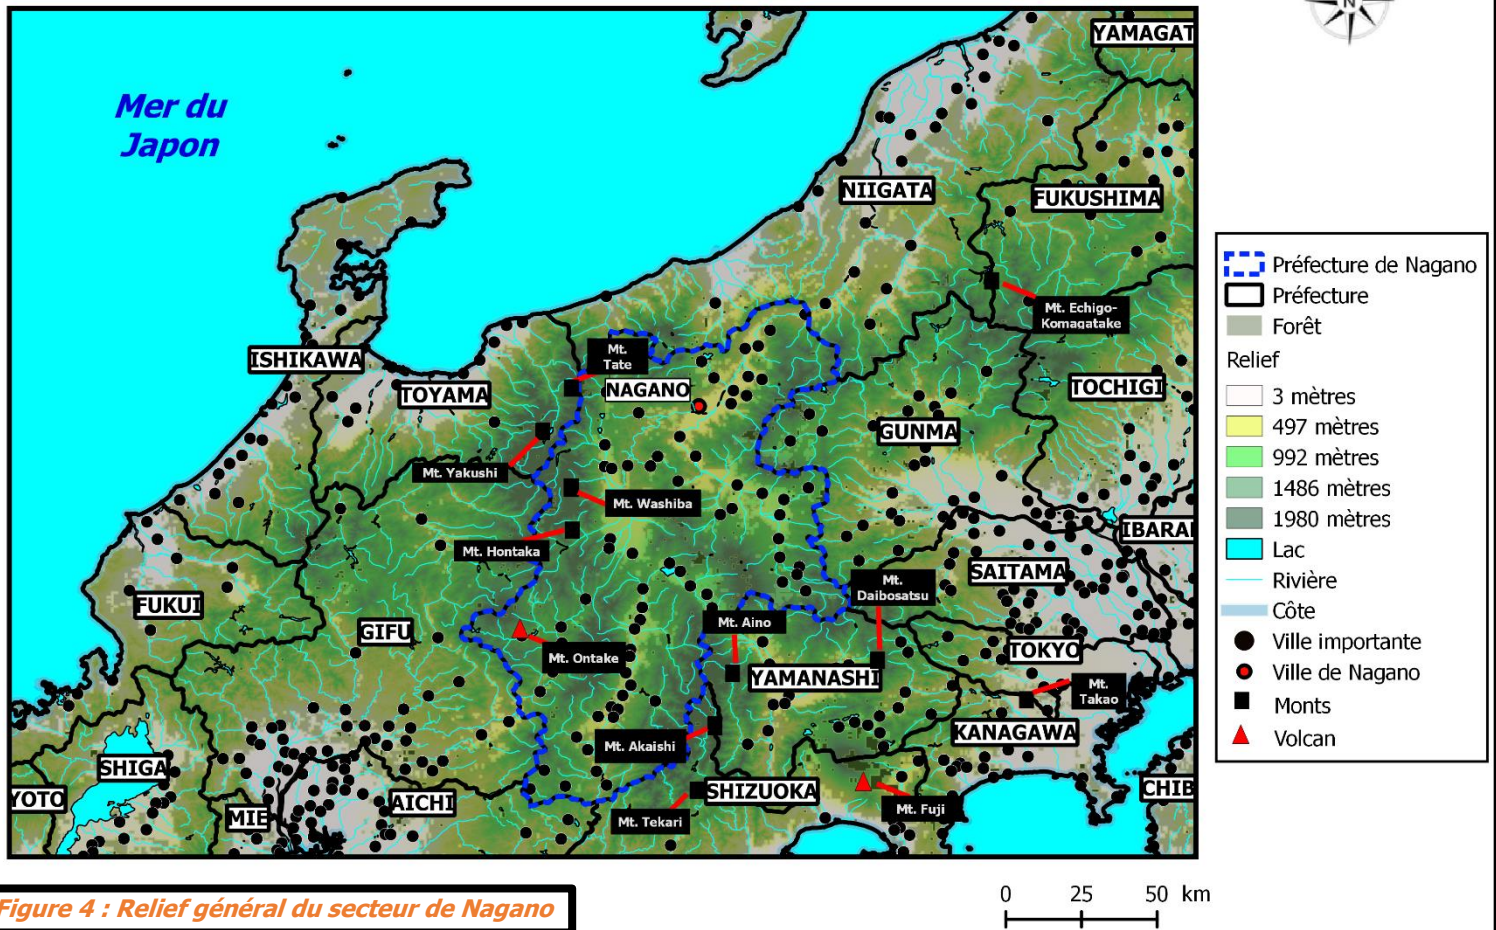 N
YAMAGAT
Mer du
Japon
NIIGATA
FUKUSHIMA
Mt. Echigo-
Komagatake
ISHIKAWA
TOYAMA
Mt.
Tate
NAGANO
TOCHIGI
GUNMA
Mt. Yakushi
Mt. Washiba
Mt. Hontaka
IBARAI
SAITAMA
Mt.
Daibosatsu
FUKUI
GIFU
Mt. Aino
Mt. Ontake
TOKYO
YAMANASHI
Mt.
Takao
KANAGAWA
Mt. Akaishi
SHIGA
YOTO
MIE
AICHI
SHIZUOKA
CHIB
Mt. Tekari
Mt. Fuji
Préfecture de Nagano
Préfecture
Forêt
Relief
3 mètres
497 mètres
992 mètres
1486 mètres
1980 mètres
Lac
Rivière
Côte
Ville importante
Ville de Nagano
Monts
Volcan
Figure 4 : Relief général du secteur de Nagano
0 25 50 km